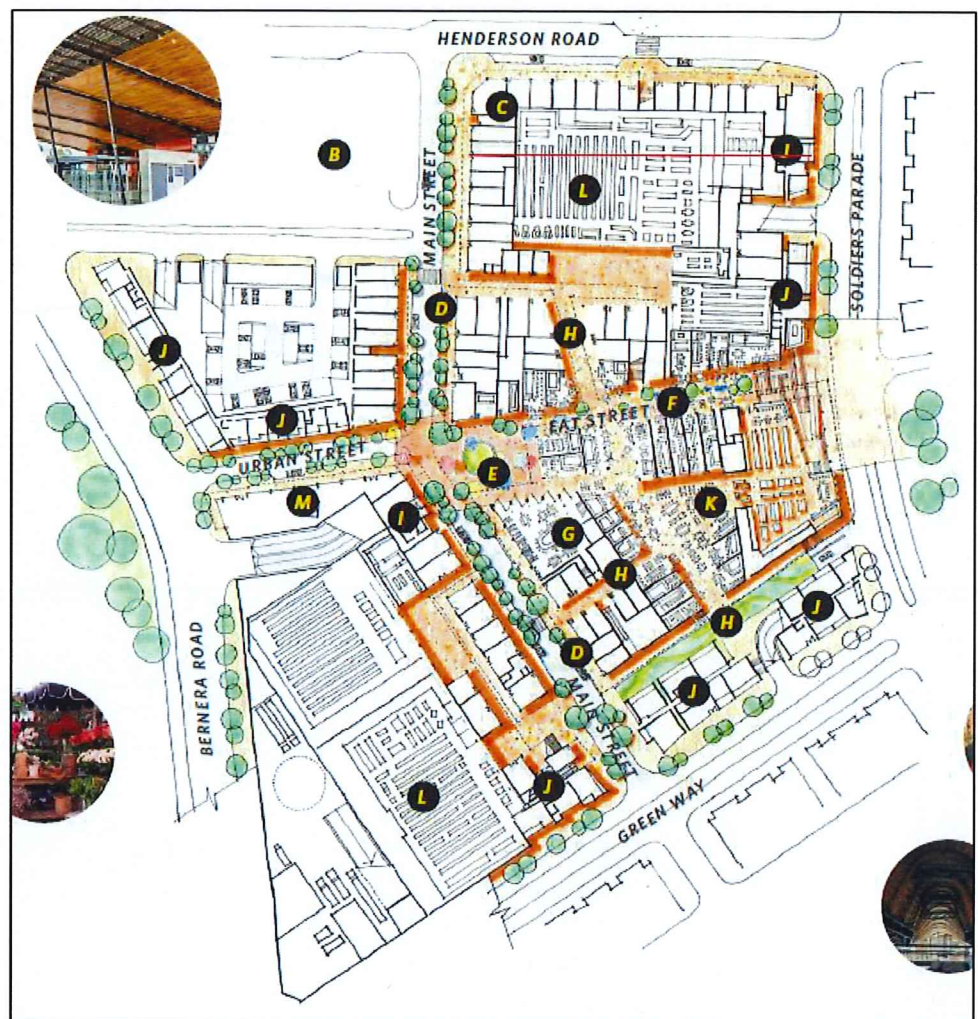 HENDERSON ROAD
C
B
MAIN STREET
I
L
SOLDIERS PARADE
D
J
H
J
F
EAT STREET
J
URBAN STREET
E
M
K
I
G
H
J
H
BERNERA ROAD
D
J
MAIN STREET
L
J
GREEN WAY